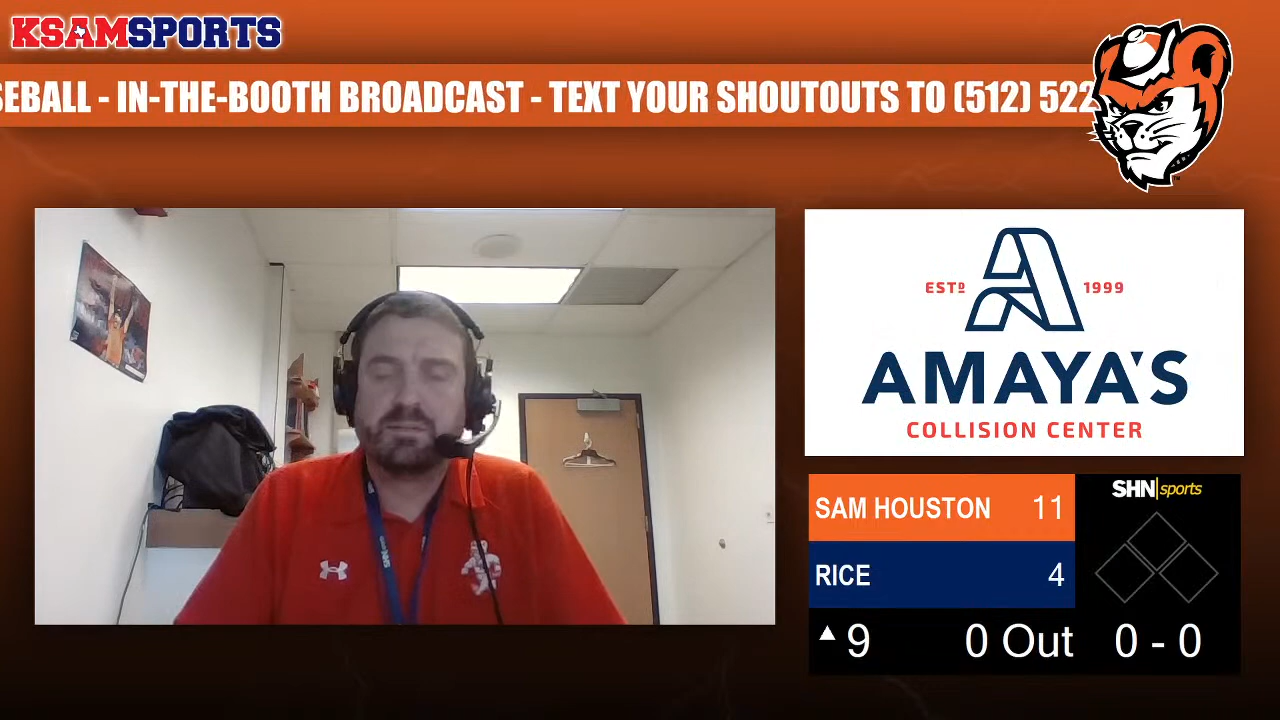 KSAMSPORTS
SEBALL - IN-THE-BOOTH BROADCAST - TEXT YOUR SHOUTOUTS TO (512) 522
ESTD
1999
AMAYA'S
COLLISION CENTER
SAM HOUSTON 11
SHN|sports
RICE 4
▲ 9 0 Out 0 - 0